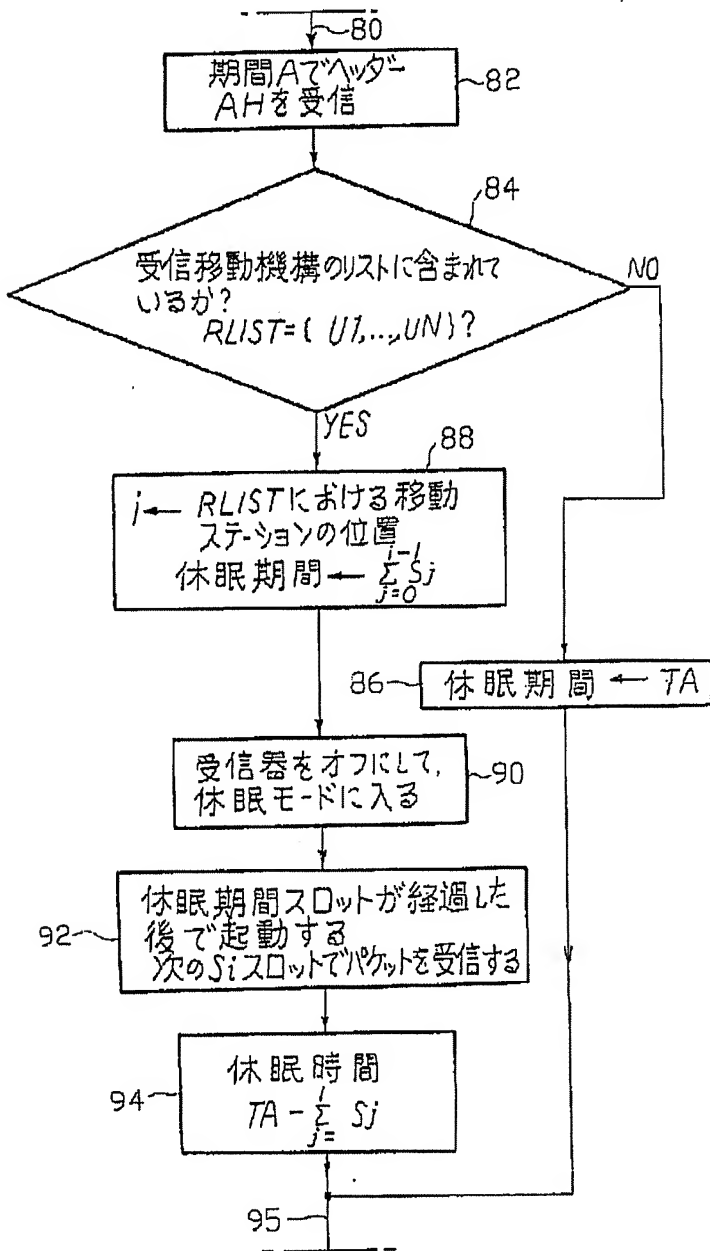 80
期間Aでヘッダー
AHを受信
82
84
受信移動機構のリストに含まれて
いるか?
RLIST={ U1,...,UN}?
NO
YES
88
i← RLISTにおける移動
ステーションの位置
休眠期間 ← i-1
Σ Sj
j=0
86
休眠期間 ← TA
受信器をオフにして,
休眠モードに入る
90
92
休眠期間スロットが経過した
後で起動する
次のSiスロットでパケットを受信する
94
休眠時間
TA - i
Σ Sj
j=
95